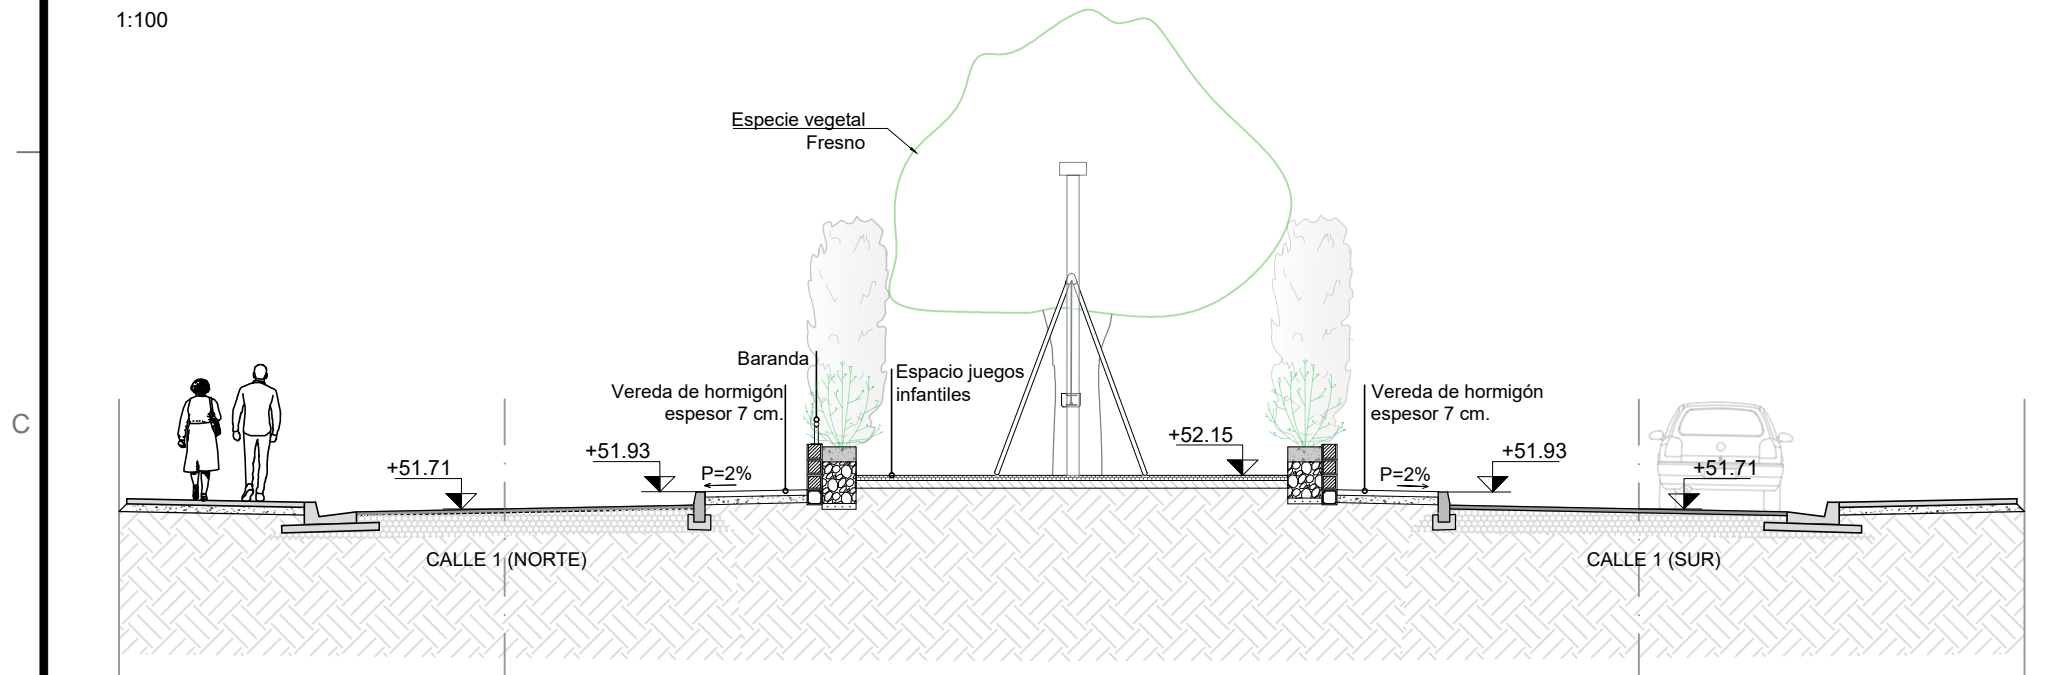 1:100
Especie vegetal
Fresno
Baranda
Vereda de hormigón
espesor 7 cm.
Espacio juegos
infantiles
Vereda de hormigón
espesor 7 cm.
+51.71
+51.93
P=2%
+52.15
P=2%
+51.93
+51.71
C
CALLE 1 (NORTE)
CALLE 1 (SUR)